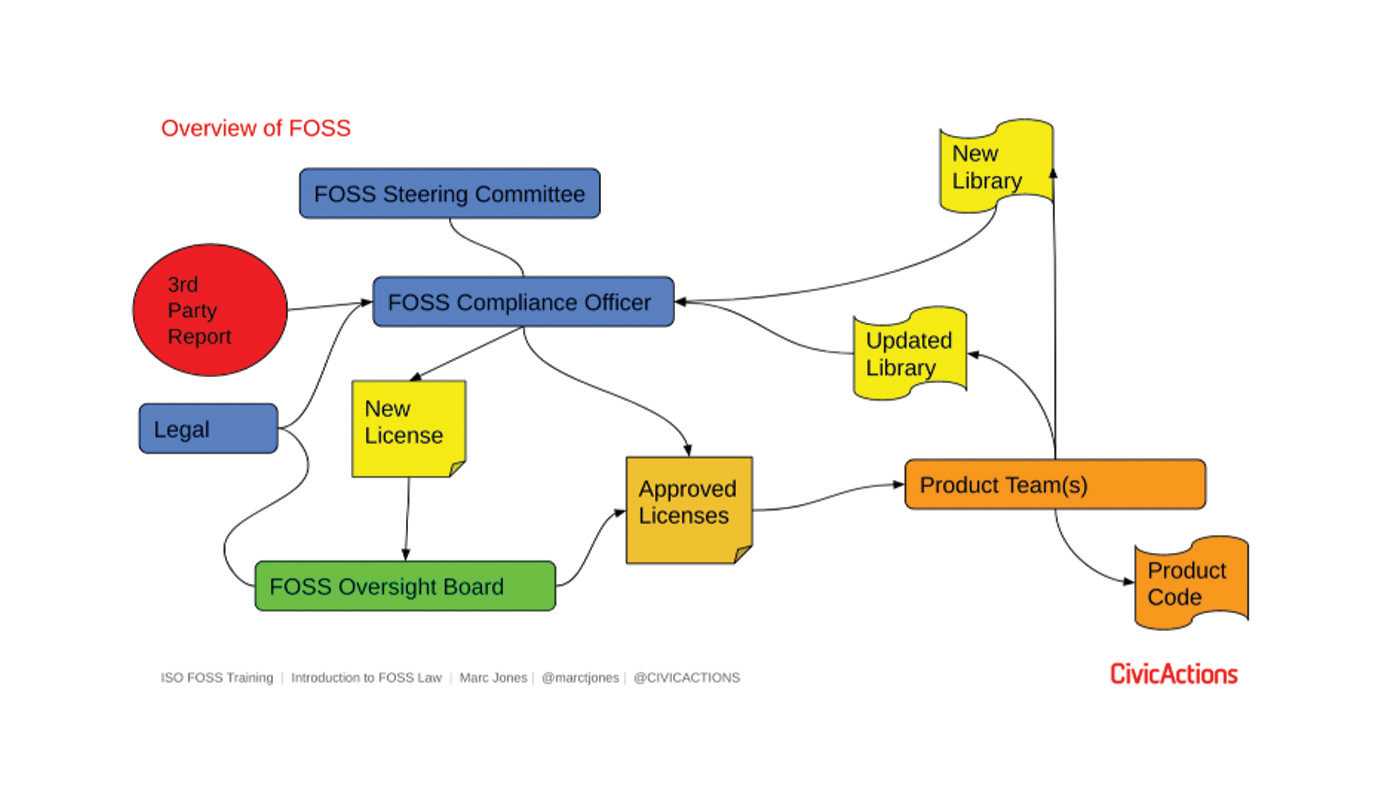 Overview of FOSS
FOSS Steering Committee
New
Library
3rd
Party
Report
FOSS Compliance Officer
Updated
Library
Legal
New
License
Approved
Licenses
Product Team(s)
FOSS Oversight Board
Product
Code
ISO FOSS Training | Introduction to FOSS Law | Marc Jones | @marctjones | @CIVICACTIONS
CivicActions